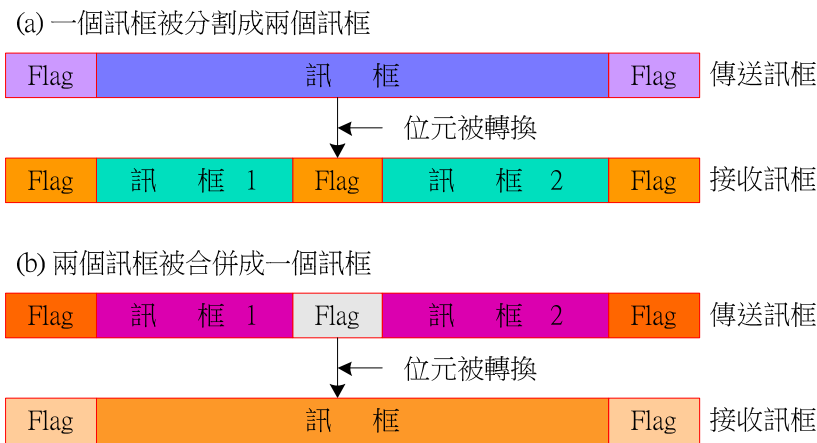 (a) 一個訊框被分割成兩個訊框
Flag 訊 框 Flag 傳送訊框
位元被轉換
Flag 訊 框 1 Flag 訊 框 2 Flag 接收訊框
(b) 兩個訊框被合併成一個訊框
Flag 訊 框 1 Flag 訊 框 2 Flag 傳送訊框
位元被轉換
Flag 訊 框 Flag 接收訊框